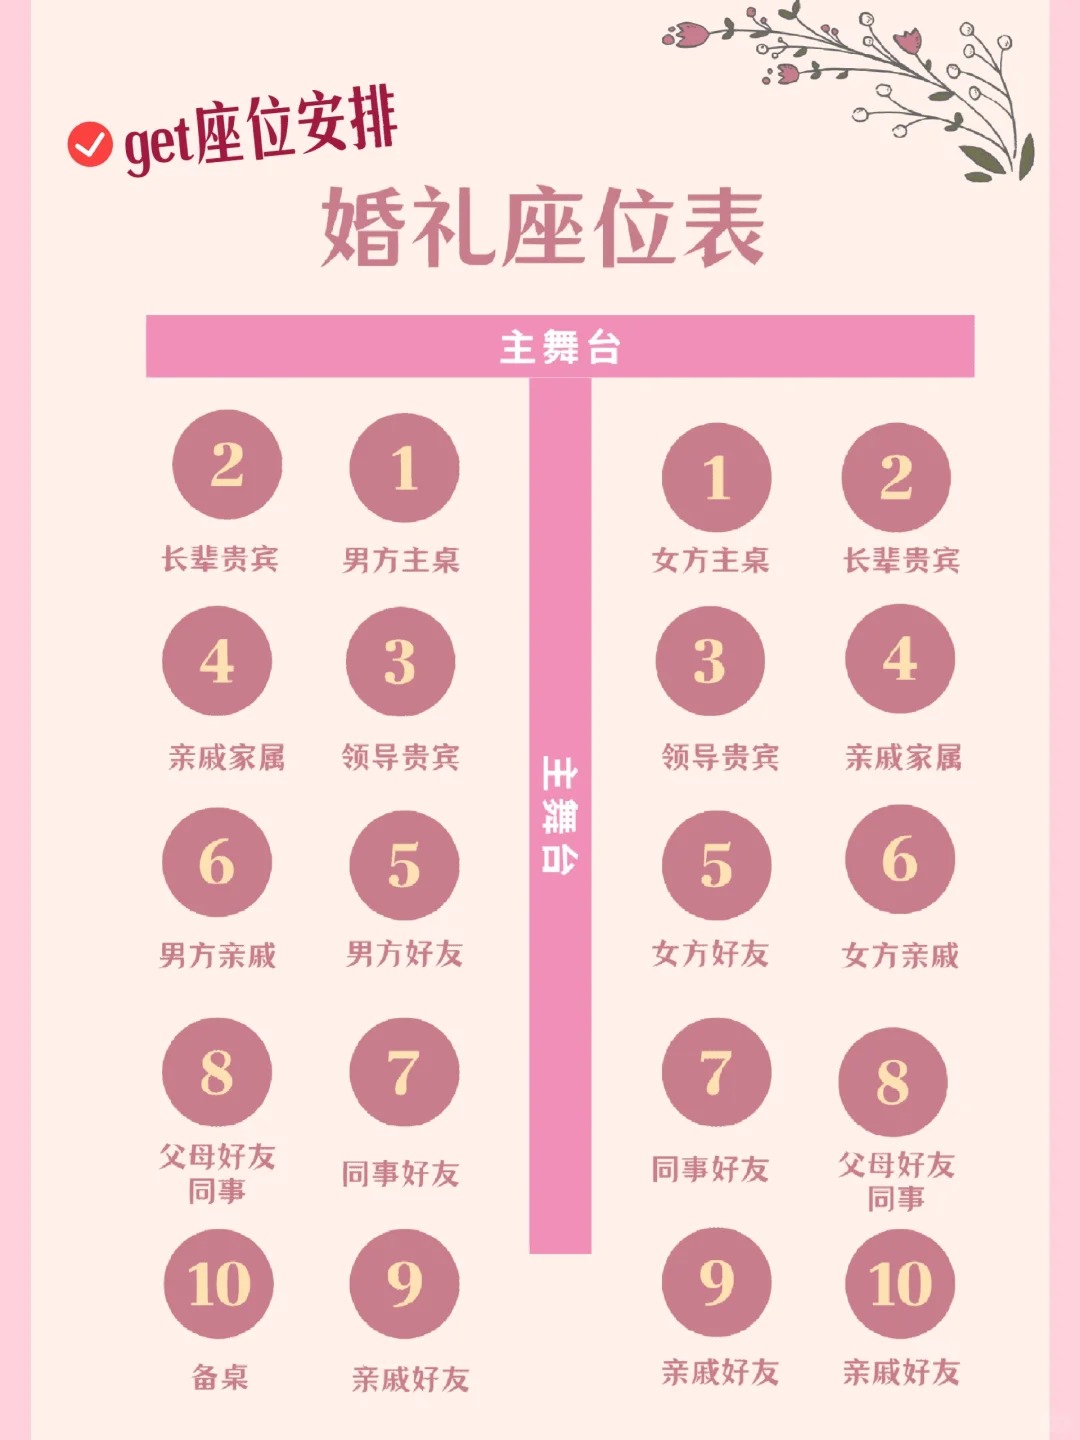 get座位安排
婚礼座位表
主舞台
2 1 1 2
长辈贵宾 男方主桌 女方主桌 长辈贵宾
4 3 3 4
亲戚家属 领导贵宾 领导贵宾 亲戚家属
主舞台
6 5 5 6
男方亲戚 男方好友 女方好友 女方亲戚
8 7 7 8
父母好友 同事好友 同事好友 父母好友
同事 同事
10 9 9 10
备桌 亲戚好友 亲戚好友 亲戚好友